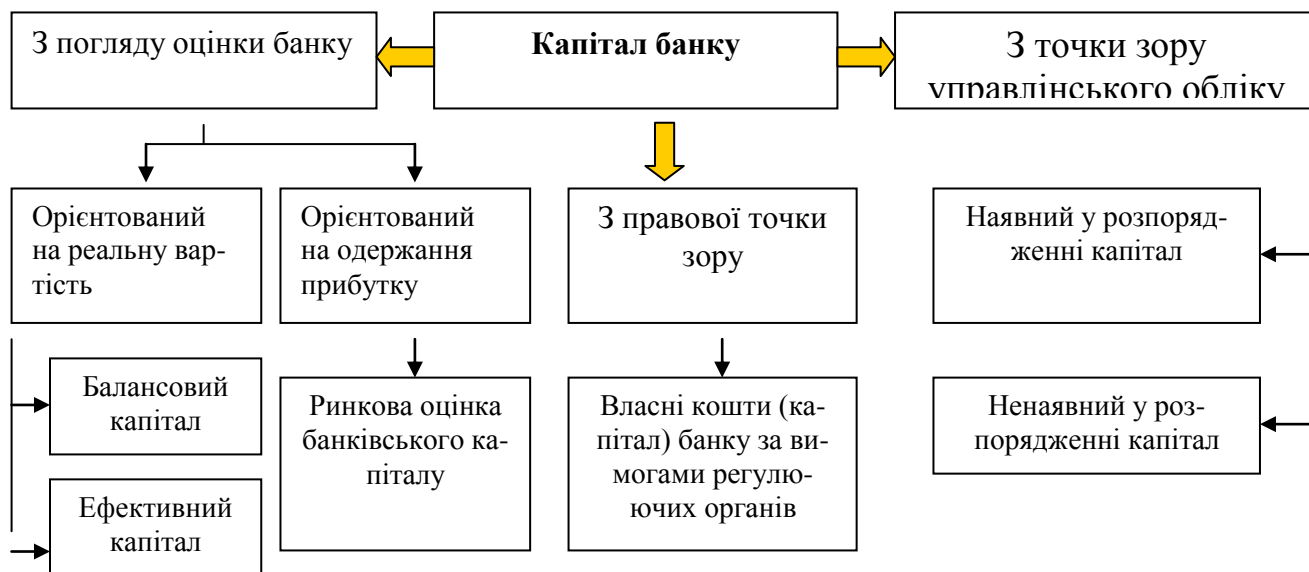 З погляду оцінки банку
Капітал банку
З точки зору
управлінського обліку
Орієнтований
на реальну вар-
тість
Орієнтований
на одержання
прибутку
З правової точки
зору
Наявний у розпоряд-
женні капітал
Балансовий
капітал
Ефективний
капітал
Ринкова оцінка
банківського ка-
піталу
Власні кошти (ка-
пітал) банку за ви-
могами регулю-
ючих органів
Ненаявний у роз-
порядженні капітал